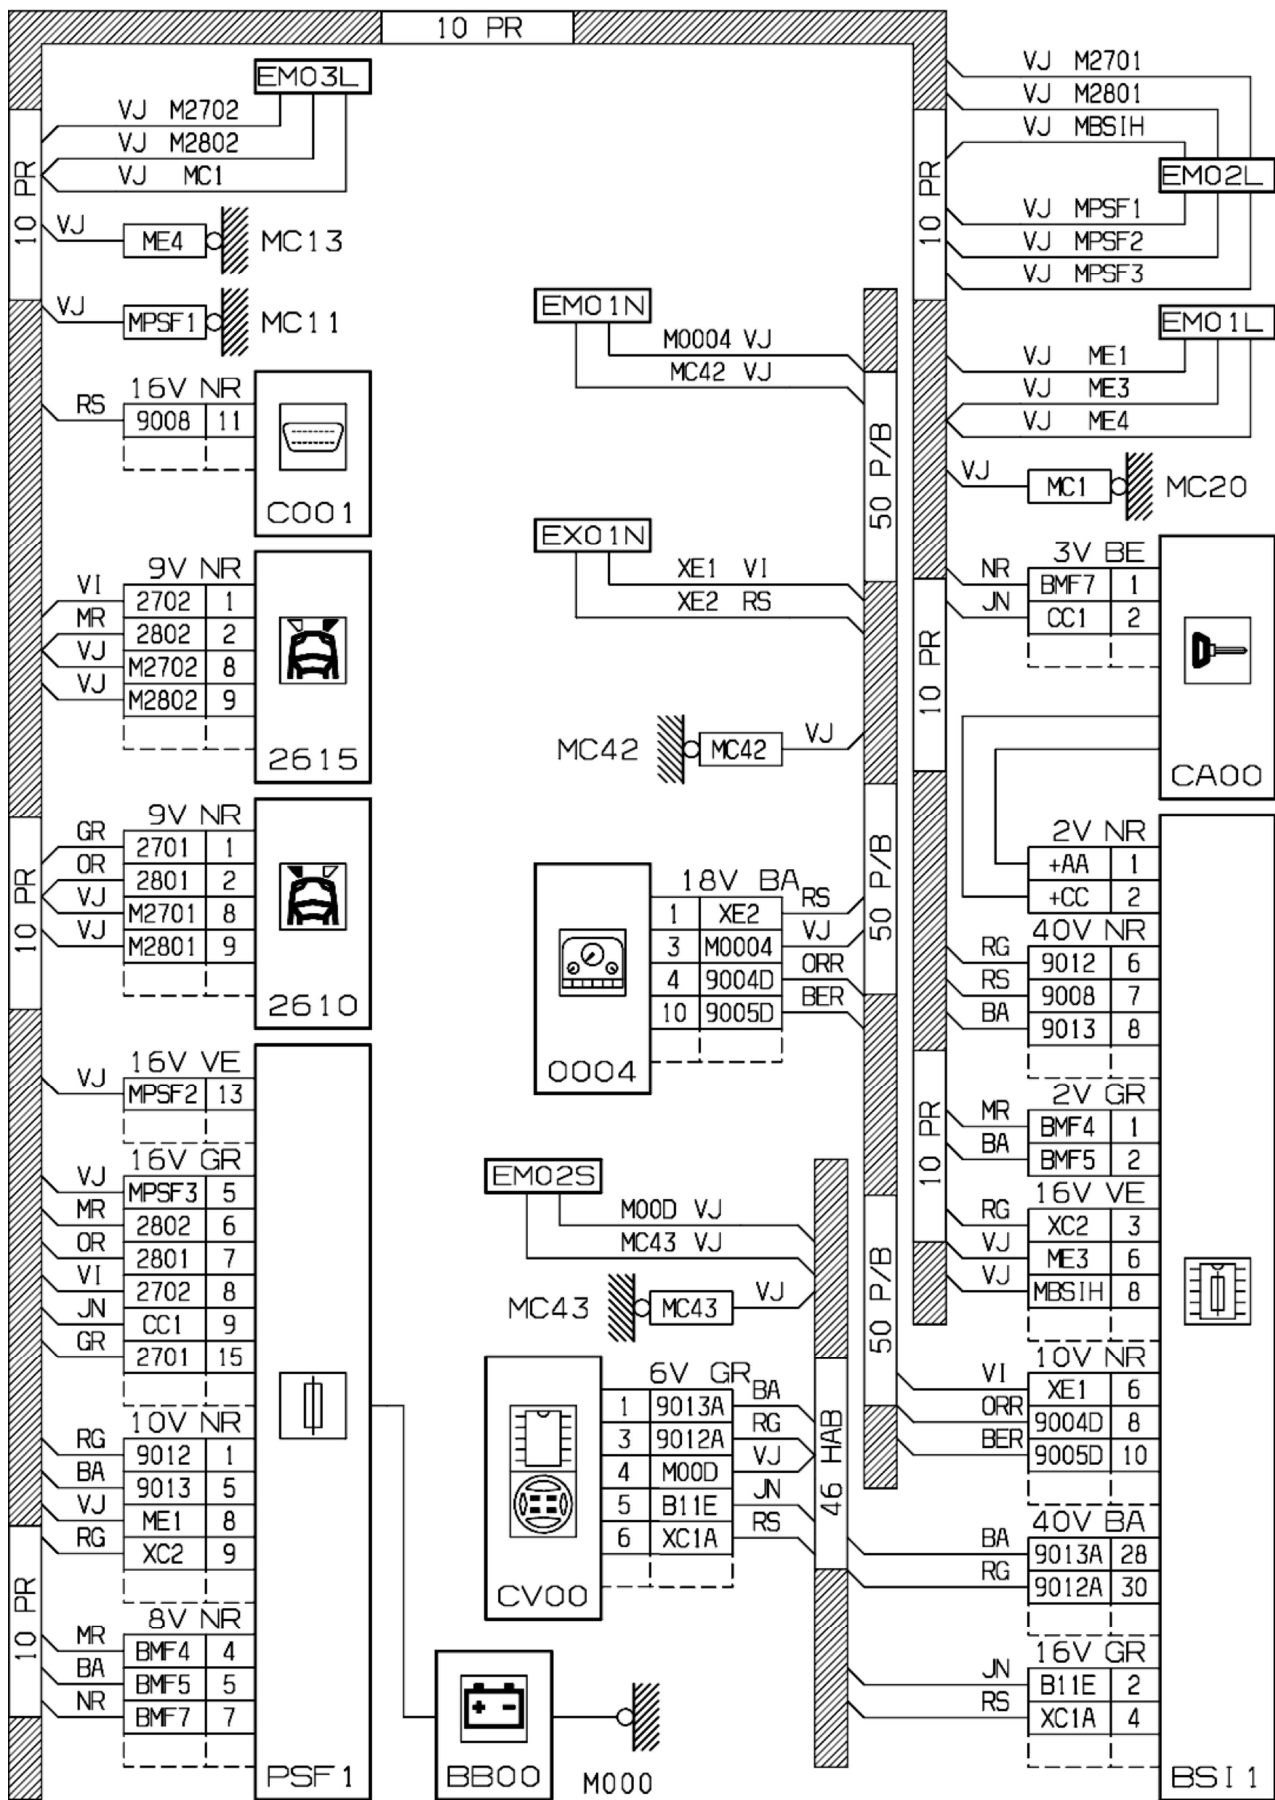 10 PR
EM03L
VJ M2702
VJ M2802
VJ MC1
10 PR
VJ ME4 MC13
VJ MPSF1 MC11
16V NR
RS 9008 11
C001
9V NR
VI 2702 1
MR 2802 2
VJ M2702 8
VJ M2802 9
2615
9V NR
GR 2701 1
OR 2801 2
VJ M2701 8
VJ M2801 9
10 PR
2610
16V VE
VJ MPSF2 13
16V GR
VJ MPSF3 5
MR 2802 6
OR 2801 7
VI 2702 8
JN CC1 9
GR 2701 15
10V NR
RG 9012 1
BA 9013 5
VJ ME1 8
RG XC2 9
10 PR
8V NR
MR BMF4 4
BA BMF5 5
NR BMF7 7
PSF1
EM01N
M0004 VJ
MC42 VJ
50 P/B
EX01N
XE1 VI
XE2 RS
MC42 MC42 VJ
18V BA
1 XE2 RS
3 M0004 VJ
4 9004D ORR
10 9005D BER
0004
50 P/B
EM02S
M00D VJ
MC43 VJ
MC43 MC43 VJ
50 P/B
6V GR
1 9013A BA
3 9012A RG
4 M00D VJ
5 B11E JN
6 XC1A RS
CV00
46 HAB
+ -
BB00
M000
VJ M2701
VJ M2801
VJ MBSIH
EM02L
10 PR
VJ MPSF1
VJ MPSF2
VJ MPSF3
EM01L
VJ ME1
VJ ME3
VJ ME4
VJ MC1 MC20
3V BE
NR BMF7 1
JN CC1 2
10 PR
CA00
2V NR
+AA 1
+CC 2
40V NR
RG 9012 6
RS 9008 7
BA 9013 8
2V GR
MR BMF4 1
BA BMF5 2
10 PR
16V VE
RG XC2 3
VJ ME3 6
VJ MBSIH 8
10V NR
VI XE1 6
ORR 9004D 8
BER 9005D 10
40V BA
BA 9013A 28
RG 9012A 30
16V GR
JN B11E 2
RS XC1A 4
BSI1